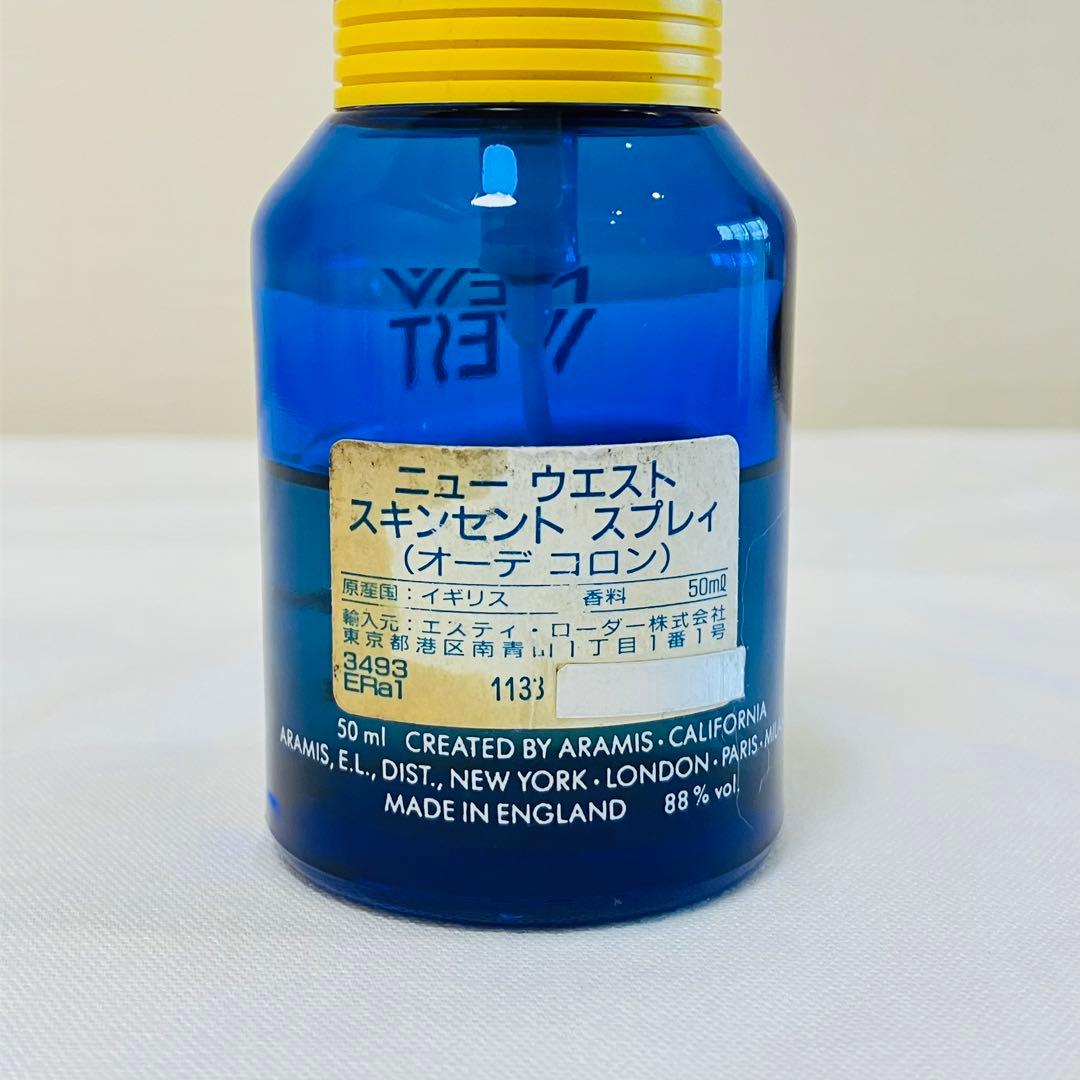 NEW
WEST
ニュー ウエスト
スキンセント スプレイ
(オーデ コロン)
原産国:イギリス 香料 50mℓ
輸入元:エスティ・ローダー株式会社
東京都港区南青山1丁目1番1号
3493
ERa1 1133
50 ml CREATED BY ARAMIS・CALIFORNIA
ARAMIS, E.L., DIST., NEW YORK・LONDON・PARIS・
MADE IN ENGLAND 88 % vol.